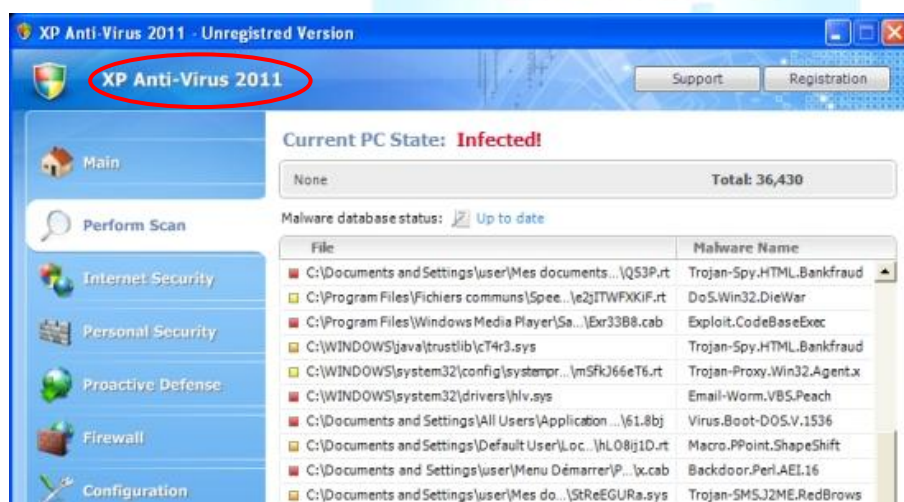 XP Anti-Virus 2011 - Unregistred Version
XP Anti-Virus 2011
Support Registration
Current PC State: Infected!
Main
None Total: 36,430
Perform Scan
Malware database status: Up to date
File Malware Name
C:\Documents and Settings\user\Mes documents...\QS3P.rt Trojan-Spy.HTML.Bankfraud
Internet Security
C:\Program Files\Fichiers communs\Spee...\e2jITWFXKiF.rt DoS.Win32.DieWar
C:\Program Files\Windows Media Player\Sa...\Exr33B8.cab Exploit.CodeBaseExec
Personal Security
C:\WINDOWS\java\trustlib\cT4r3.sys Trojan-Spy.HTML.Bankfraud
C:\WINDOWS\system32\config\systempr...\mSfkJ66eT6.rt Trojan-Proxy.Win32.Agent.x
Proactive Defense
C:\WINDOWS\system32\drivers\hlv.sys Email-Worm.VBS.Peach
C:\Documents and Settings\All Users\Application ...\61.8bj Virus.Boot-DOS.V.1536
Firewall
C:\Documents and Settings\Default User\Loc...\hLO8ij1D.rt Macro.PPoint.ShapeShift
C:\Documents and Settings\user\Menu Démarrer\P...\x.cab Backdoor.Perl.AEI.16
Configuration
C:\Documents and Settings\user\Mes do...\StReEGURa.sys Trojan-SMS.J2ME.RedBrows